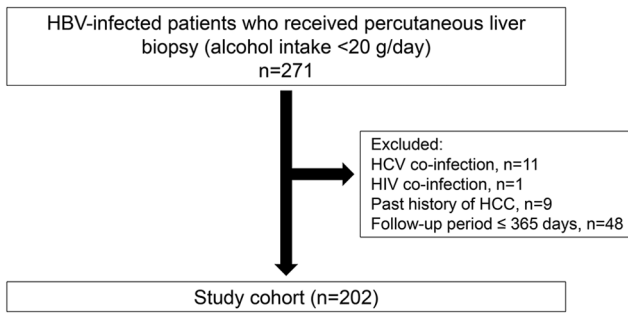 HBV-infected patients who received percutaneous liver
biopsy (alcohol intake <20 g/day)
n=271
Excluded:
HCV co-infection, n=11
HIV co-infection, n=1
Past history of HCC, n=9
Follow-up period ≤ 365 days, n=48
Study cohort (n=202)